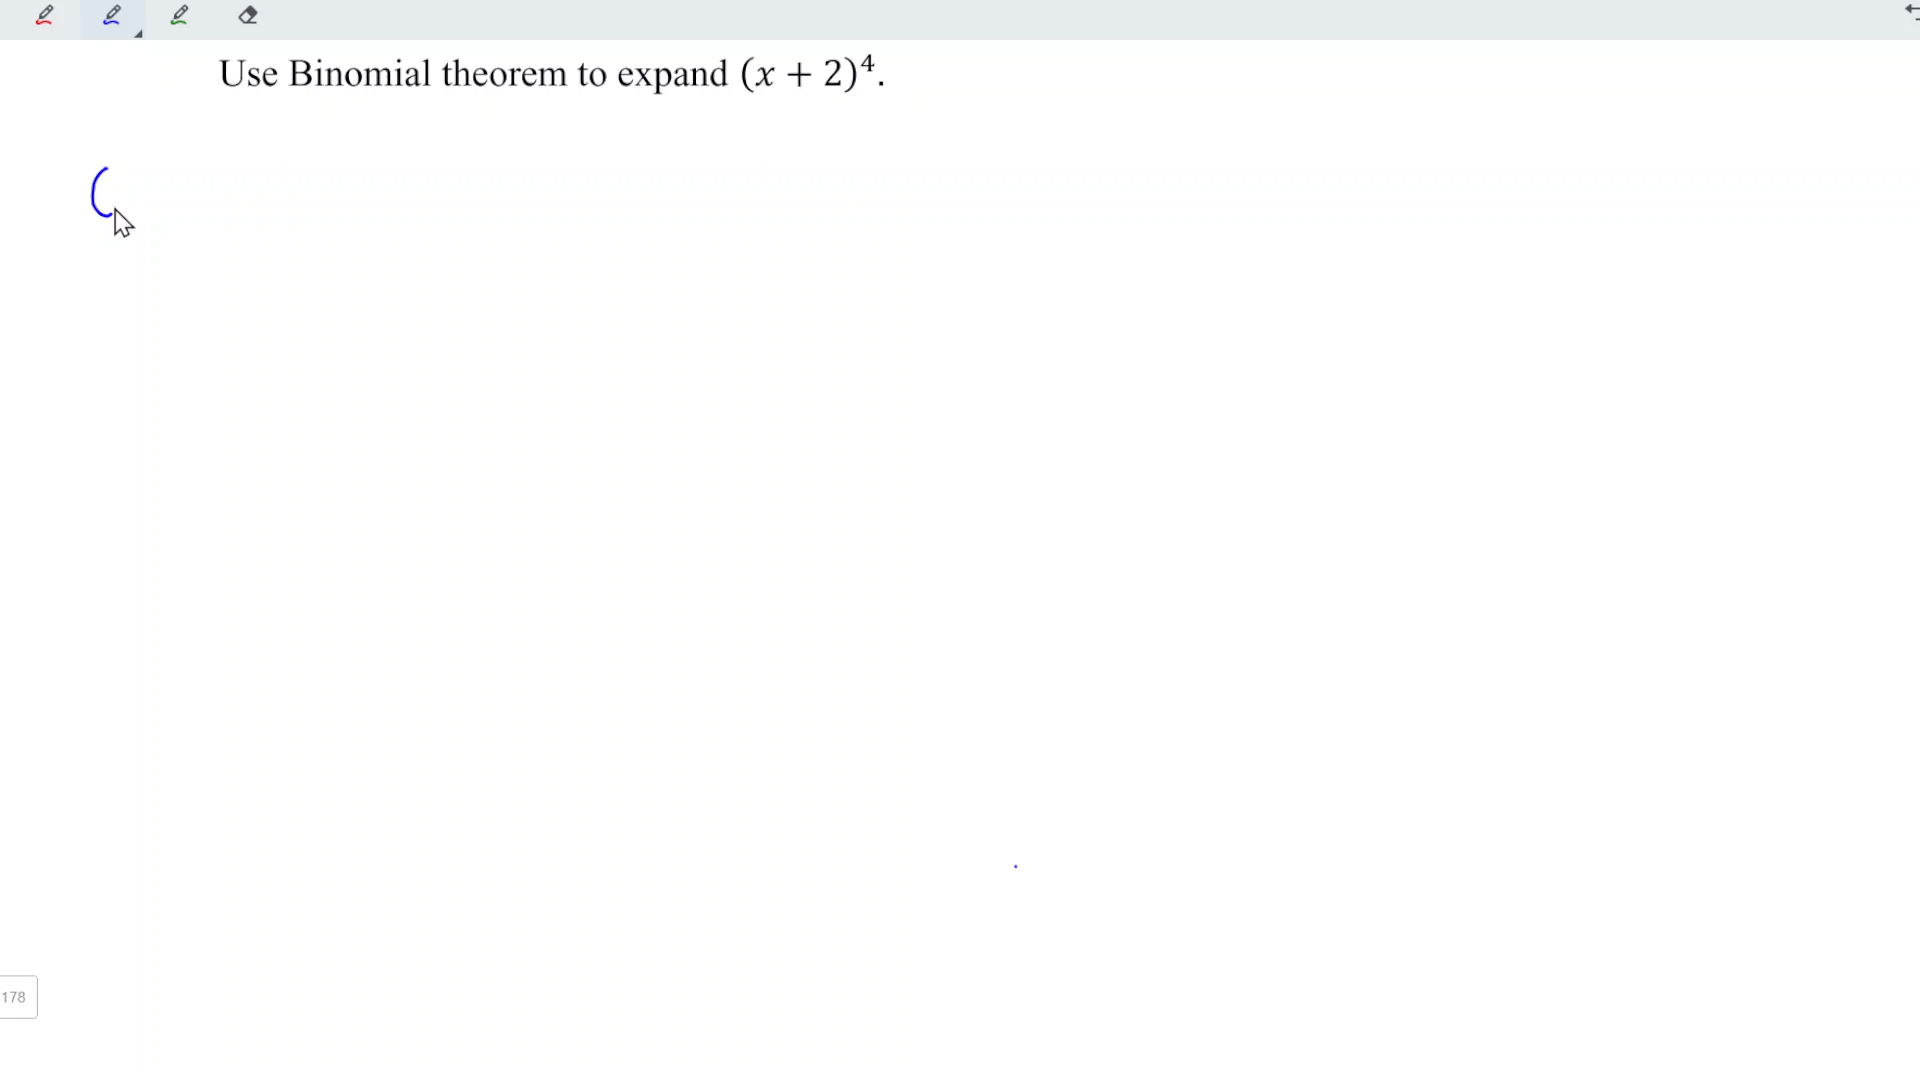 Use Binomial theorem to expand (x + 2)⁴.
(
178